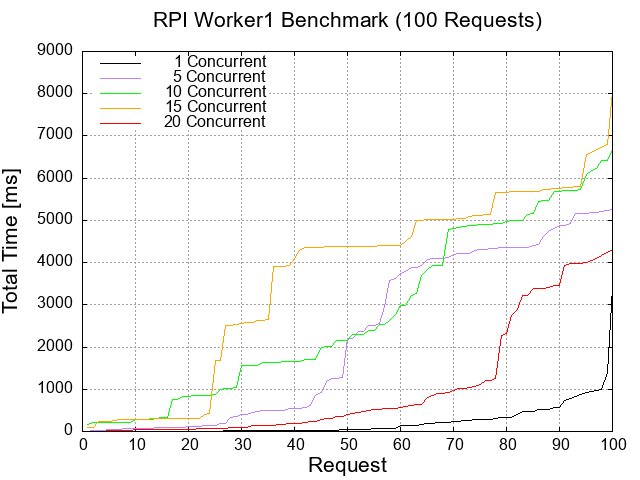 RPI Worker1 Benchmark (100 Requests)
9000
8000
7000
6000
5000
4000
3000
2000
1000
0
Total Time [ms]
1 Concurrent
5 Concurrent
10 Concurrent
15 Concurrent
20 Concurrent
0 10 20 30 40 50 60 70 80 90 100
Request